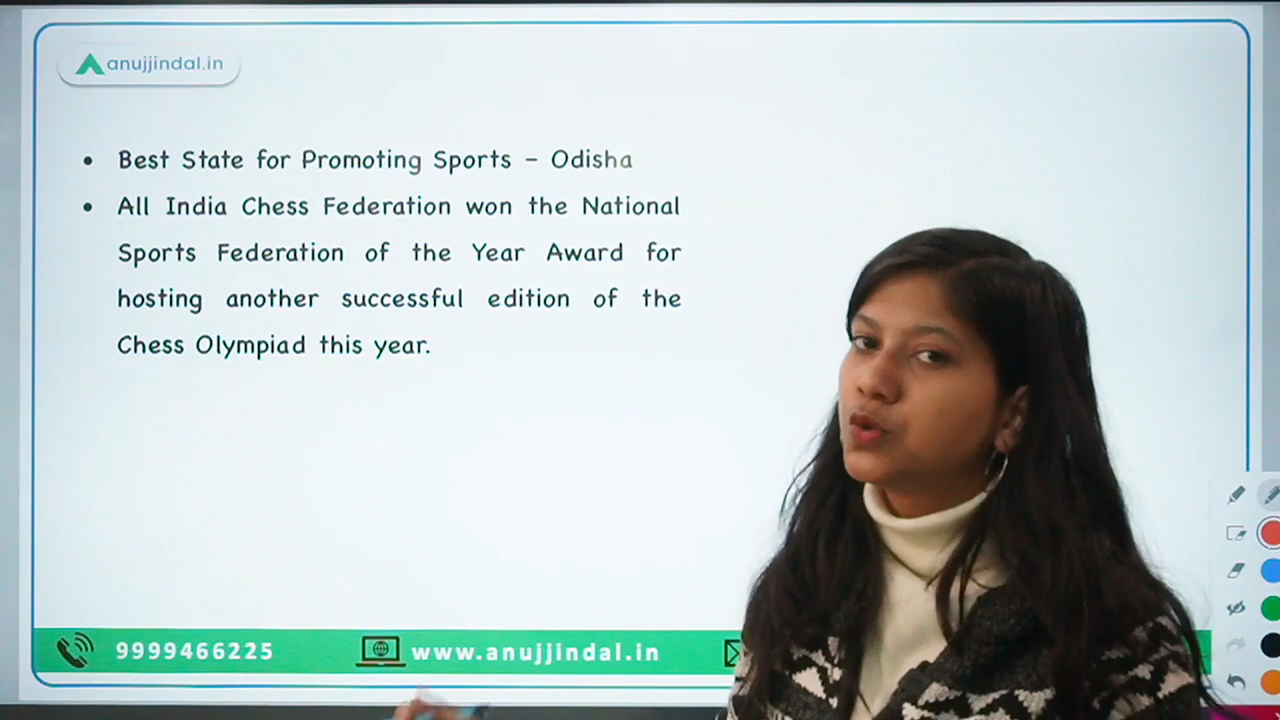 anujjindal.in
• Best State for Promoting Sports – Odisha
• All India Chess Federation won the National
Sports Federation of the Year Award for
hosting another successful edition of the
Chess Olympiad this year.
9999466225 www.anujjindal.in